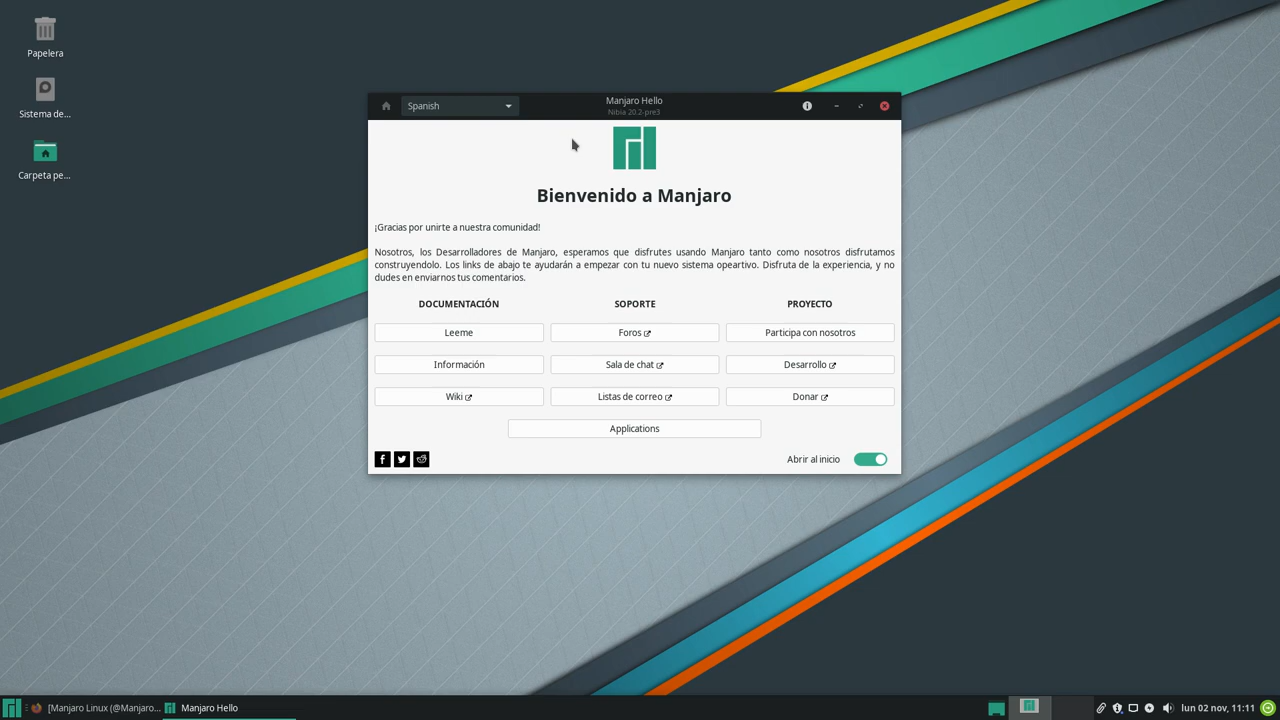 Papelera
Sistema de...
Carpeta pe...
Spanish
Manjaro Hello
Nibia 20.2-pre3
Bienvenido a Manjaro
¡Gracias por unirte a nuestra comunidad!
Nosotros, los Desarrolladores de Manjaro, esperamos que disfrutes usando Manjaro tanto como nosotros disfrutamos
construyendolo. Los links de abajo te ayudarán a empezar con tu nuevo sistema opeartivo. Disfruta de la experiencia, y no
dudes en enviarnos tus comentarios.
DOCUMENTACIÓN SOPORTE PROYECTO
Leeme Foros Participa con nosotros
Información Sala de chat Desarrollo
Wiki Listas de correo Donar
Applications
Abrir al inicio
[Manjaro Linux (@Manjaro... Manjaro Hello lun 02 nov, 11:11